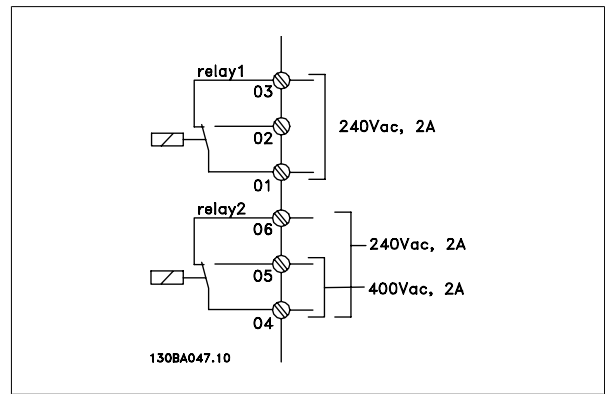 relay1
03
02
240Vac, 2A
01
relay2
06
240Vac, 2A
05
400Vac, 2A
04
130BA047.10